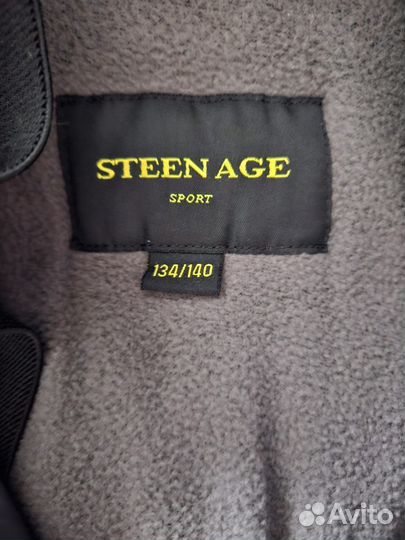 STEEN AGE
SPORT
134/140
Avito